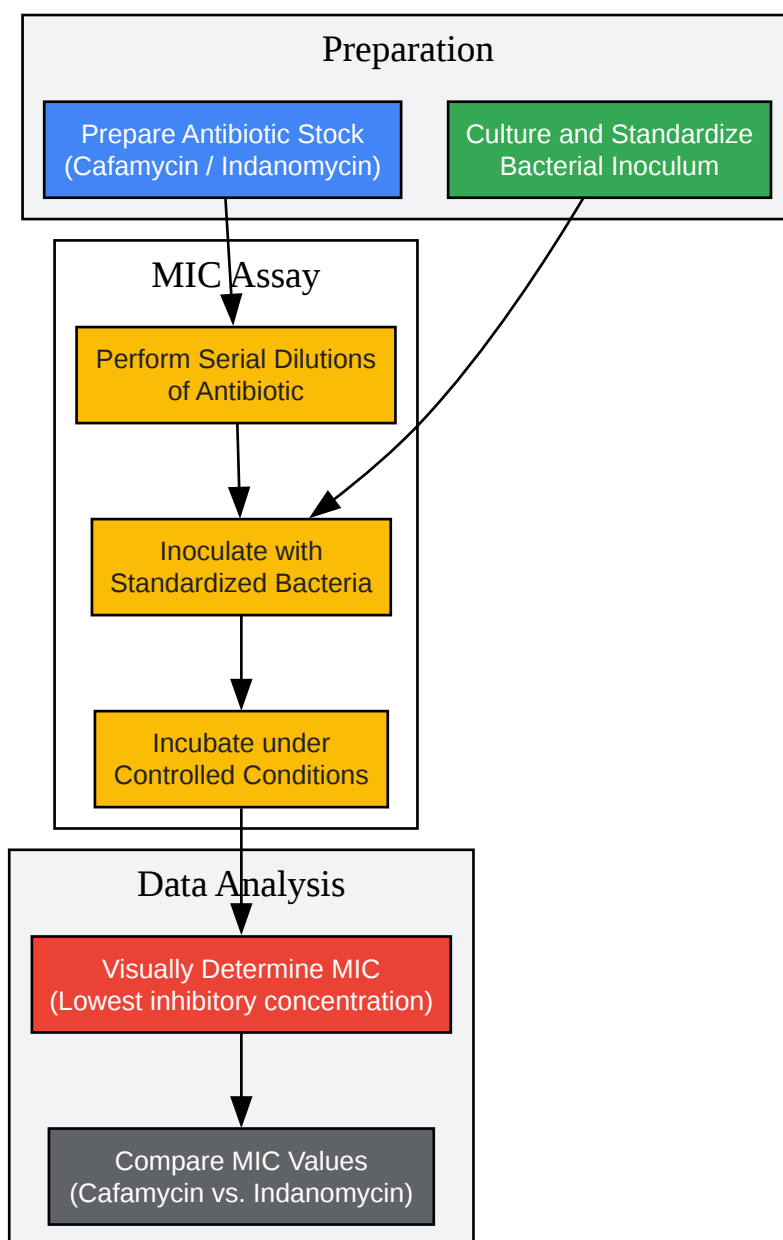 Preparation
Prepare Antibiotic Stock
(Cafamycin / Indanomycin)
Culture and Standardize
Bacterial Inoculum
MIC Assay
Perform Serial Dilutions
of Antibiotic
Inoculate with
Standardized Bacteria
Incubate under
Controlled Conditions
Data Analysis
Visually Determine MIC
(Lowest inhibitory concentration)
Compare MIC Values
(Cafamycin vs. Indanomycin)